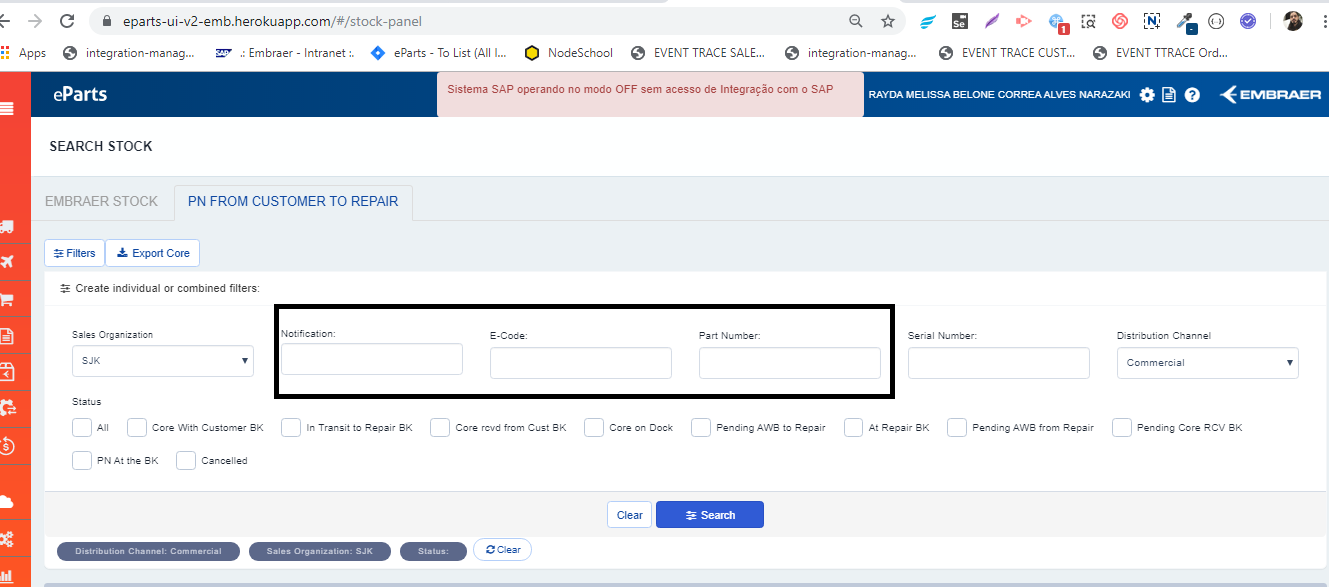 eparts-ui-v2-emb.herokuapp.com/#/stock-panel
Se
1
N
Apps
integration-manag...
SAP
.: Embraer - Intranet :.
eParts - To List (All I...
NodeSchool
EVENT TRACE SALE...
integration-manag...
EVENT TRACE CUST...
EVENT TTRACE Ord...
eParts
Sistema SAP operando no modo OFF sem acesso de Integração com o SAP
RAYDA MELISSA BELONE CORREA ALVES NARAZAKI
EMBRAER
SEARCH STOCK
EMBRAER STOCK
PN FROM CUSTOMER TO REPAIR
Filters
Export Core
Create individual or combined filters:
Sales Organization
Notification:
E-Code:
Part Number:
Serial Number:
Distribution Channel
SJK
Commercial
Status
All
Core With Customer BK
In Transit to Repair BK
Core rcvd from Cust BK
Core on Dock
Pending AWB to Repair
At Repair BK
Pending AWB from Repair
Pending Core RCV BK
PN At the BK
Cancelled
Clear
Search
Distribution Channel: Commercial
Sales Organization: SJK
Status:
Clear